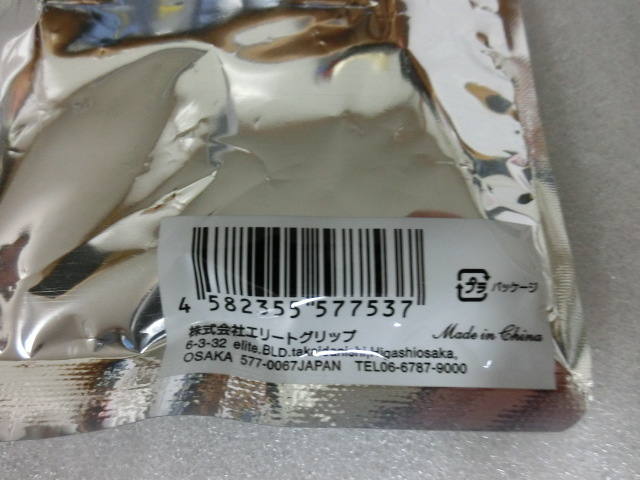 4 582355 577537
プラ パッケージ
株式会社エリートグリップ
Made in China
6-3-32 elite.BLD.takaidanishi,Higashiosaka,
OSAKA 577-0067JAPAN TEL06-6787-9000